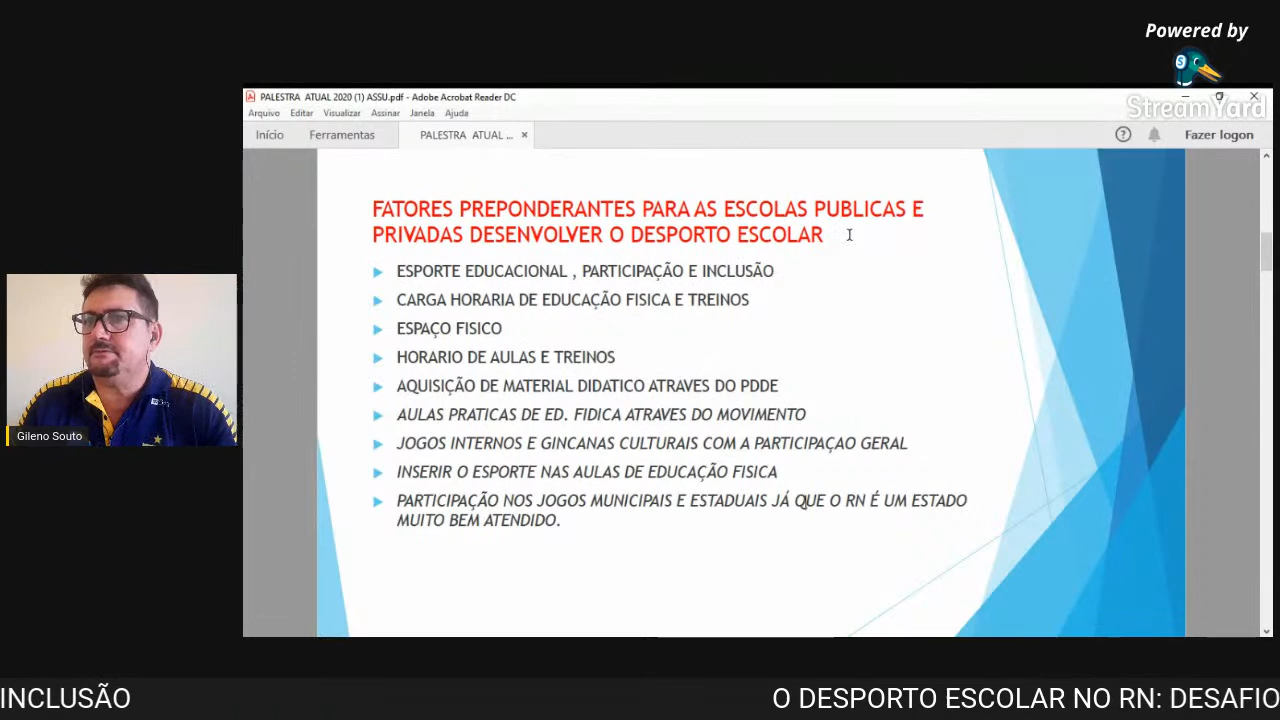 Powered by
StreamYard
PALESTRA ATUAL 2020 (1) ASSU.pdf - Adobe Acrobat Reader DC
Arquivo Editar Visualizar Assinar Janela Ajuda
Início Ferramentas PALESTRA ATUAL ... × Fazer logon
FATORES PREPONDERANTES PARA AS ESCOLAS PUBLICAS E
PRIVADAS DESENVOLVER O DESPORTO ESCOLAR
ESPORTE EDUCACIONAL , PARTICIPAÇÃO E INCLUSÃO
CARGA HORARIA DE EDUCAÇÃO FISICA E TREINOS
ESPAÇO FISICO
HORARIO DE AULAS E TREINOS
AQUISIÇÃO DE MATERIAL DIDATICO ATRAVES DO PDDE
AULAS PRATICAS DE ED. FIDICA ATRAVES DO MOVIMENTO
JOGOS INTERNOS E GINCANAS CULTURAIS COM A PARTICIPAÇAO GERAL
INSERIR O ESPORTE NAS AULAS DE EDUCAÇÃO FISICA
PARTICIPAÇÃO NOS JOGOS MUNICIPAIS E ESTADUAIS JÁ QUE O RN É UM ESTADO
MUITO BEM ATENDIDO.
Gileno Souto
INCLUSÃO O DESPORTO ESCOLAR NO RN: DESAFIO